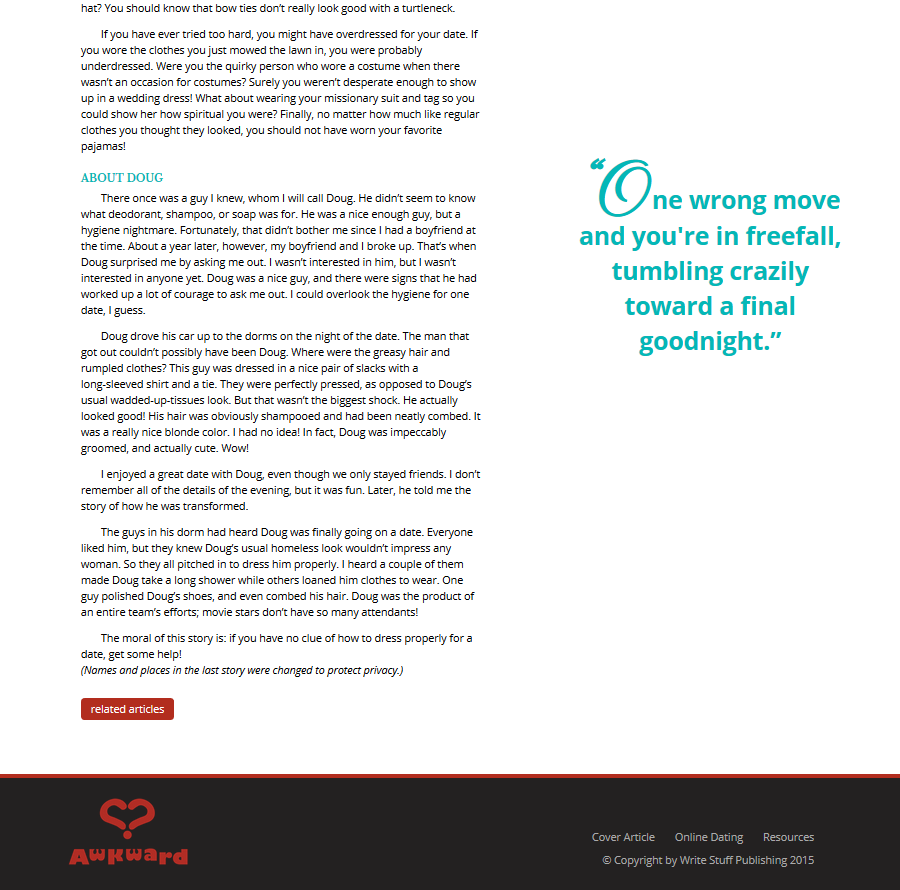 hat? You should know that bow ties don’t really look good with a turtleneck.
If you have ever tried too hard, you might have overdressed for your date. If
you wore the clothes you just mowed the lawn in, you were probably
underdressed. Were you the quirky person who wore a costume when there
wasn’t an occasion for costumes? Surely you weren’t desperate enough to show
up in a wedding dress! What about wearing your missionary suit and tag so you
could show her how spiritual you were? Finally, no matter how much like regular
clothes you thought they looked, you should not have worn your favorite
pajamas!
ABOUT DOUG
There once was a guy I knew, whom I will call Doug. He didn’t seem to know
what deodorant, shampoo, or soap was for. He was a nice enough guy, but a
hygiene nightmare. Fortunately, that didn’t bother me since I had a boyfriend at
the time. About a year later, however, my boyfriend and I broke up. That’s when
Doug surprised me by asking me out. I wasn’t interested in him, but I wasn’t
interested in anyone yet. Doug was a nice guy, and there were signs that he had
worked up a lot of courage to ask me out. I could overlook the hygiene for one
date, I guess.
Doug drove his car up to the dorms on the night of the date. The man that
got out couldn’t possibly have been Doug. Where were the greasy hair and
rumpled clothes? This guy was dressed in a nice pair of slacks with a
long-sleeved shirt and a tie. They were perfectly pressed, as opposed to Doug’s
usual wadded-up-tissues look. But that wasn’t the biggest shock. He actually
looked good! His hair was obviously shampooed and had been neatly combed. It
was a really nice blonde color. I had no idea! In fact, Doug was impeccably
groomed, and actually cute. Wow!
I enjoyed a great date with Doug, even though we only stayed friends. I don’t
remember all of the details of the evening, but it was fun. Later, he told me the
story of how he was transformed.
The guys in his dorm had heard Doug was finally going on a date. Everyone
liked him, but they knew Doug’s usual homeless look wouldn’t impress any
woman. So they all pitched in to dress him properly. I heard a couple of them
made Doug take a long shower while others loaned him clothes to wear. One
guy polished Doug’s shoes, and even combed his hair. Doug was the product of
an entire team’s efforts; movie stars don’t have so many attendants!
The moral of this story is: if you have no clue of how to dress properly for a
date, get some help!
(Names and places in the last story were changed to protect privacy.)
related articles
“One wrong move
and you're in freefall,
tumbling crazily
toward a final
goodnight.”
Awkward
Cover Article Online Dating Resources
© Copyright by Write Stuff Publishing 2015